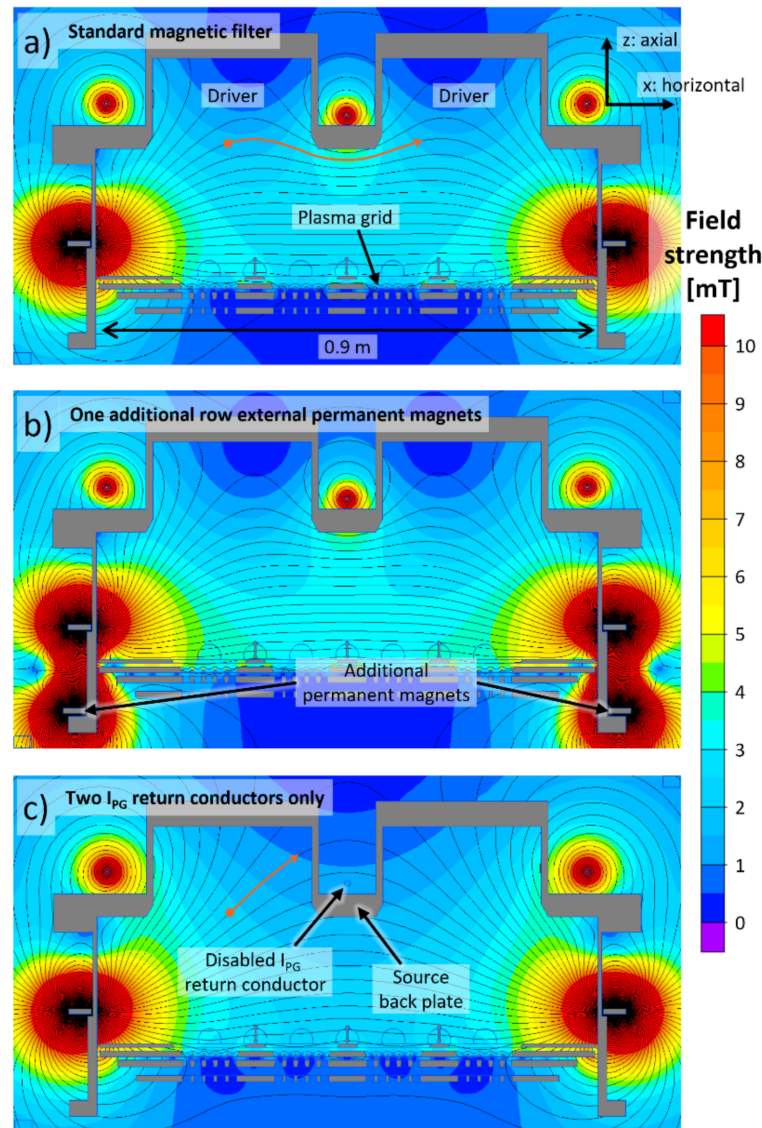 a)
Standard magnetic filter
z: axial
Driver
Driver
x: horizontal
Plasma grid
Field
strength
[mT]
0.9 m
10
9
8
7
6
5
4
3
2
1
0
b)
One additional row external permanent magnets
Additional
permanent magnets
c)
Two I_PG return conductors only
Disabled I_PG
return conductor
Source
back plate